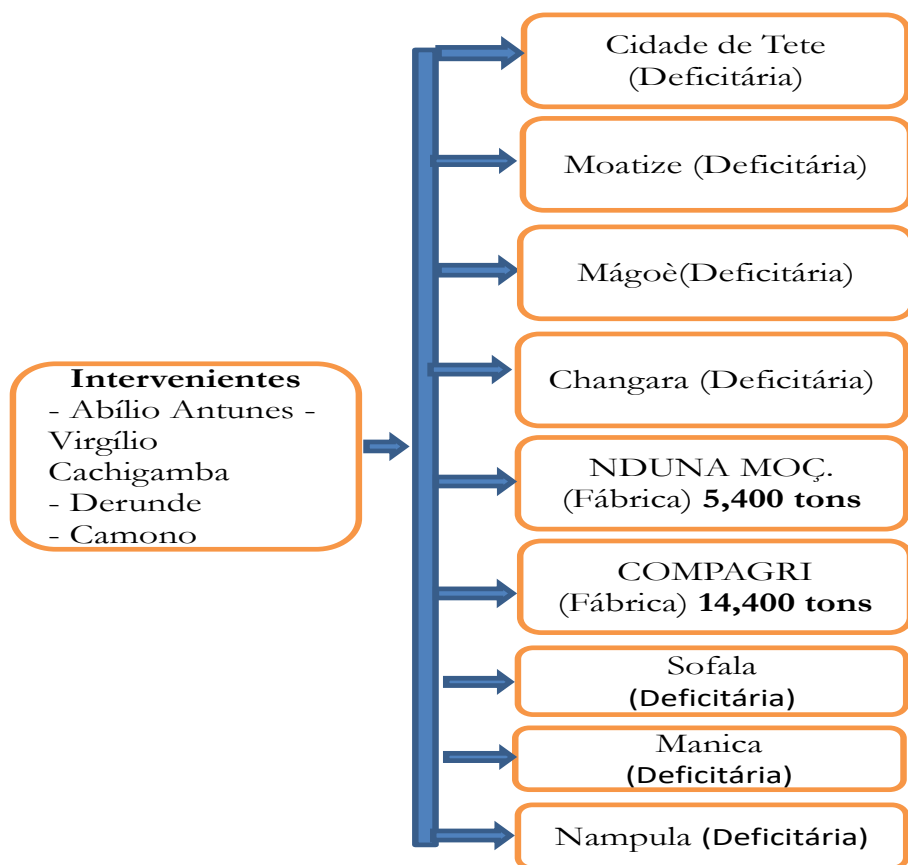 Intervenientes
- Abílio Antunes -
Virgílio
Cachigamba
- Derunde
- Camono
Cidade de Tete
(Deficitária)
Moatize (Deficitária)
Mágoè(Deficitária)
Changara (Deficitária)
NDUNA MOÇ.
(Fábrica) 5,400 tons
COMPAGRI
(Fábrica) 14,400 tons
Sofala
(Deficitária)
Manica
(Deficitária)
Nampula (Deficitária)